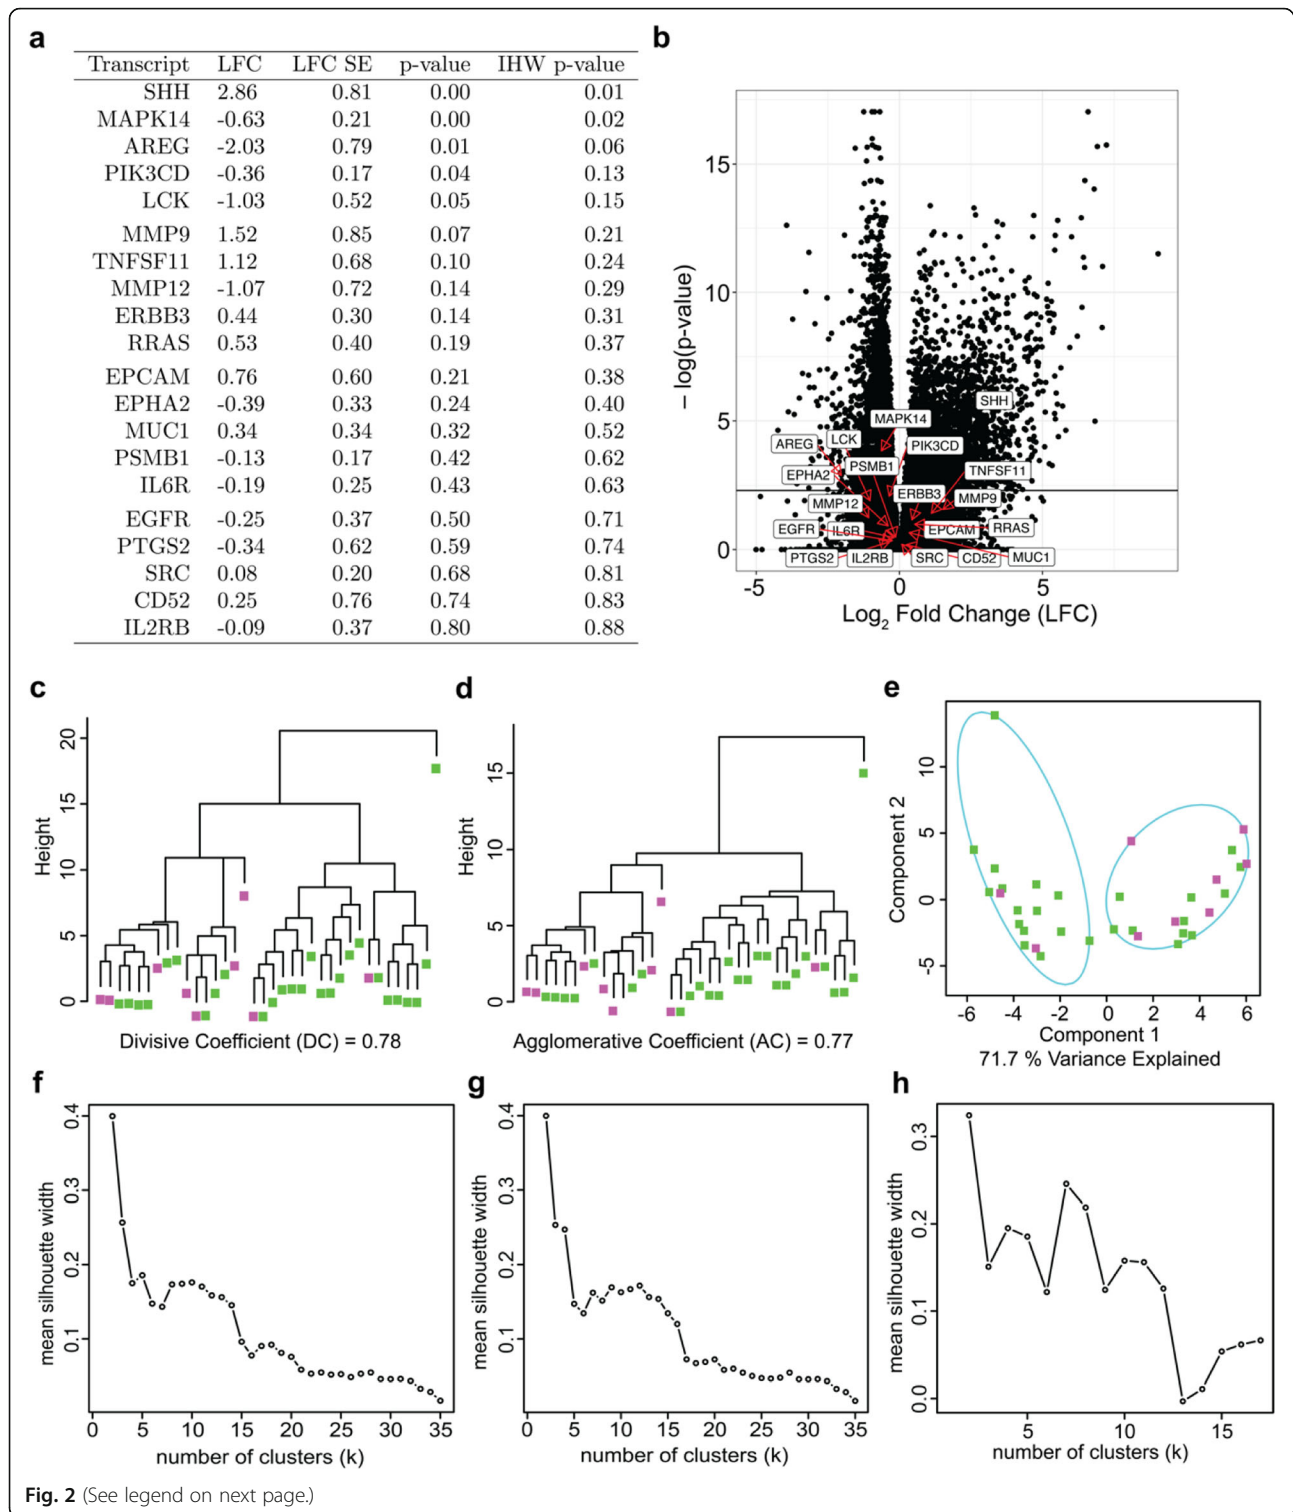 a
Transcript LFC LFC SE p-value IHW p-value
SHH 2.86 0.81 0.00 0.01
MAPK14 -0.63 0.21 0.00 0.02
AREG -2.03 0.79 0.01 0.06
PIK3CD -0.36 0.17 0.04 0.13
LCK -1.03 0.52 0.05 0.15
MMP9 1.52 0.85 0.07 0.21
TNFSF11 1.12 0.68 0.10 0.24
MMP12 -1.07 0.72 0.14 0.29
ERBB3 0.44 0.30 0.14 0.31
RRAS 0.53 0.40 0.19 0.37
EPCAM 0.76 0.60 0.21 0.38
EPHA2 -0.39 0.33 0.24 0.40
MUC1 0.34 0.34 0.32 0.52
PSMB1 -0.13 0.17 0.42 0.62
IL6R -0.19 0.25 0.43 0.63
EGFR -0.25 0.37 0.50 0.71
PTGS2 -0.34 0.62 0.59 0.74
SRC 0.08 0.20 0.68 0.81
CD52 0.25 0.76 0.74 0.83
IL2RB -0.09 0.37 0.80 0.88
b
− log(p-value)
15
10
5
0
SHH
MAPK14
AREG LCK PIK3CD
EPHA2 PSMB1 TNFSF11
MMP12 ERBB3 MMP9
EGFR IL6R EPCAM RRAS
PTGS2 IL2RB SRC CD52 MUC1
-5 0 5
Log2 Fold Change (LFC)
c
Height
20
15
10
5
0
Divisive Coefficient (DC) = 0.78
d
Height
15
10
5
0
Agglomerative Coefficient (AC) = 0.77
e
Component 2
10
5
0
-5
-6 -4 -2 0 2 4 6
Component 1
71.7 % Variance Explained
f
mean silhouette width
0.4
0.3
0.2
0.1
0 5 10 15 20 25 30 35
number of clusters (k)
g
mean silhouette width
0.4
0.3
0.2
0.1
0 5 10 15 20 25 30 35
number of clusters (k)
h
mean silhouette width
0.3
0.2
0.1
0.0
5 10 15
number of clusters (k)
Fig. 2 (See legend on next page.)